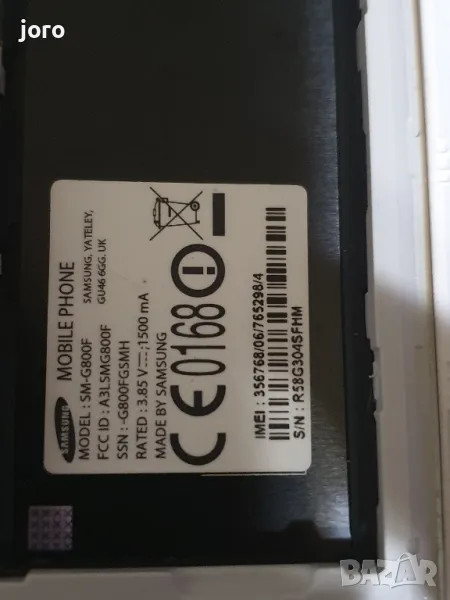 joro
SAMSUNG
MOBILE PHONE
SAMSUNG, YATELEY,
GU46 6GG. UK
MODEL : SM-G800F
FCC ID : A3LSMG800F
SSN : -G800FGSMH
RATED : 3.85 V⎓;1500 mA
MADE BY SAMSUNG
CE0168
IMEI : 356768/06/765298/4
S/N : R58G304SFHM
BAZAR